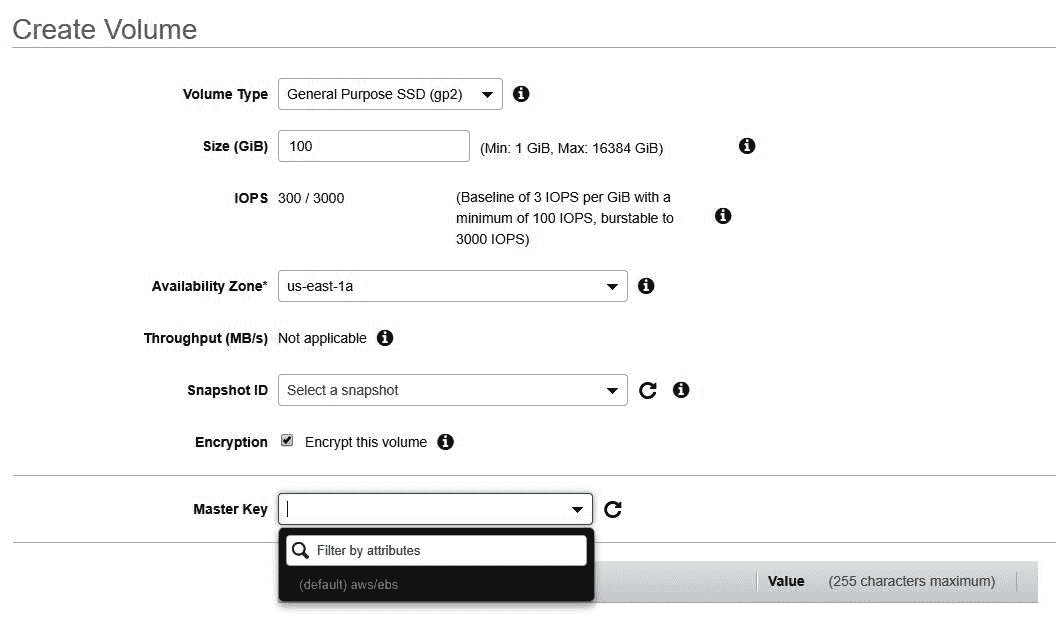 Create Volume
Volume Type General Purpose SSD (gp2)
Size (GiB) 100 (Min: 1 GiB, Max: 16384 GiB)
IOPS 300 / 3000 (Baseline of 3 IOPS per GiB with a
minimum of 100 IOPS, burstable to
3000 IOPS)
Availability Zone* us-east-1a
Throughput (MB/s) Not applicable
Snapshot ID Select a snapshot
Encryption Encrypt this volume
Master Key
Filter by attributes
(default) aws/ebs
Value (255 characters maximum)